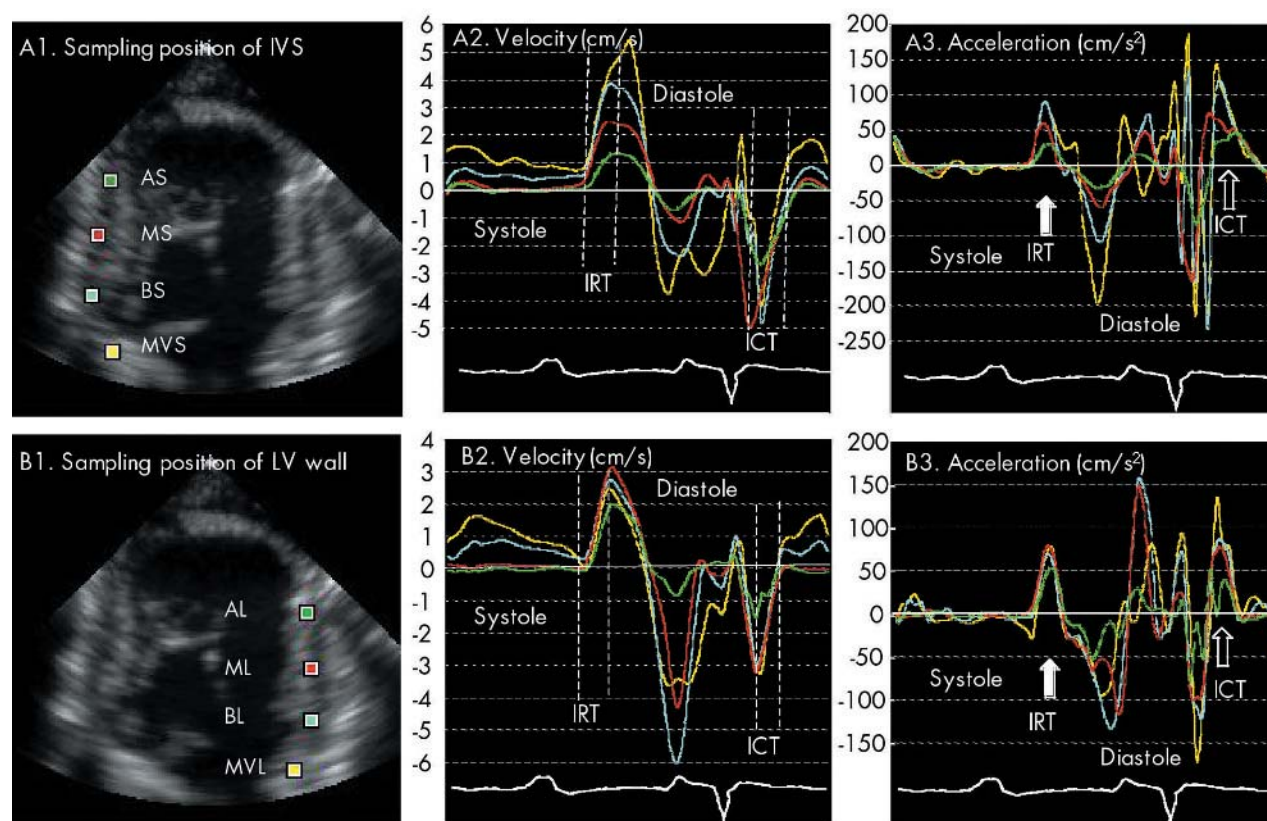 A1. Sampling position of IVS
AS
MS
BS
MVS
A2. Velocity (cm/s)
6
5
4
3
2
1
0
-1
-2
-3
-4
-5
Diastole
Systole
IRT
ICT
A3. Acceleration (cm/s²)
200
150
100
50
0
-50
-100
-150
-200
-250
IRT
ICT
Systole
Diastole
B1. Sampling position of LV wall
AL
ML
BL
MVL
B2. Velocity (cm/s)
4
3
2
1
0
-1
-2
-3
-4
-5
-6
Diastole
Systole
IRT
ICT
B3. Acceleration (cm/s²)
200
150
100
50
0
-50
-100
-150
Systole
IRT
ICT
Diastole